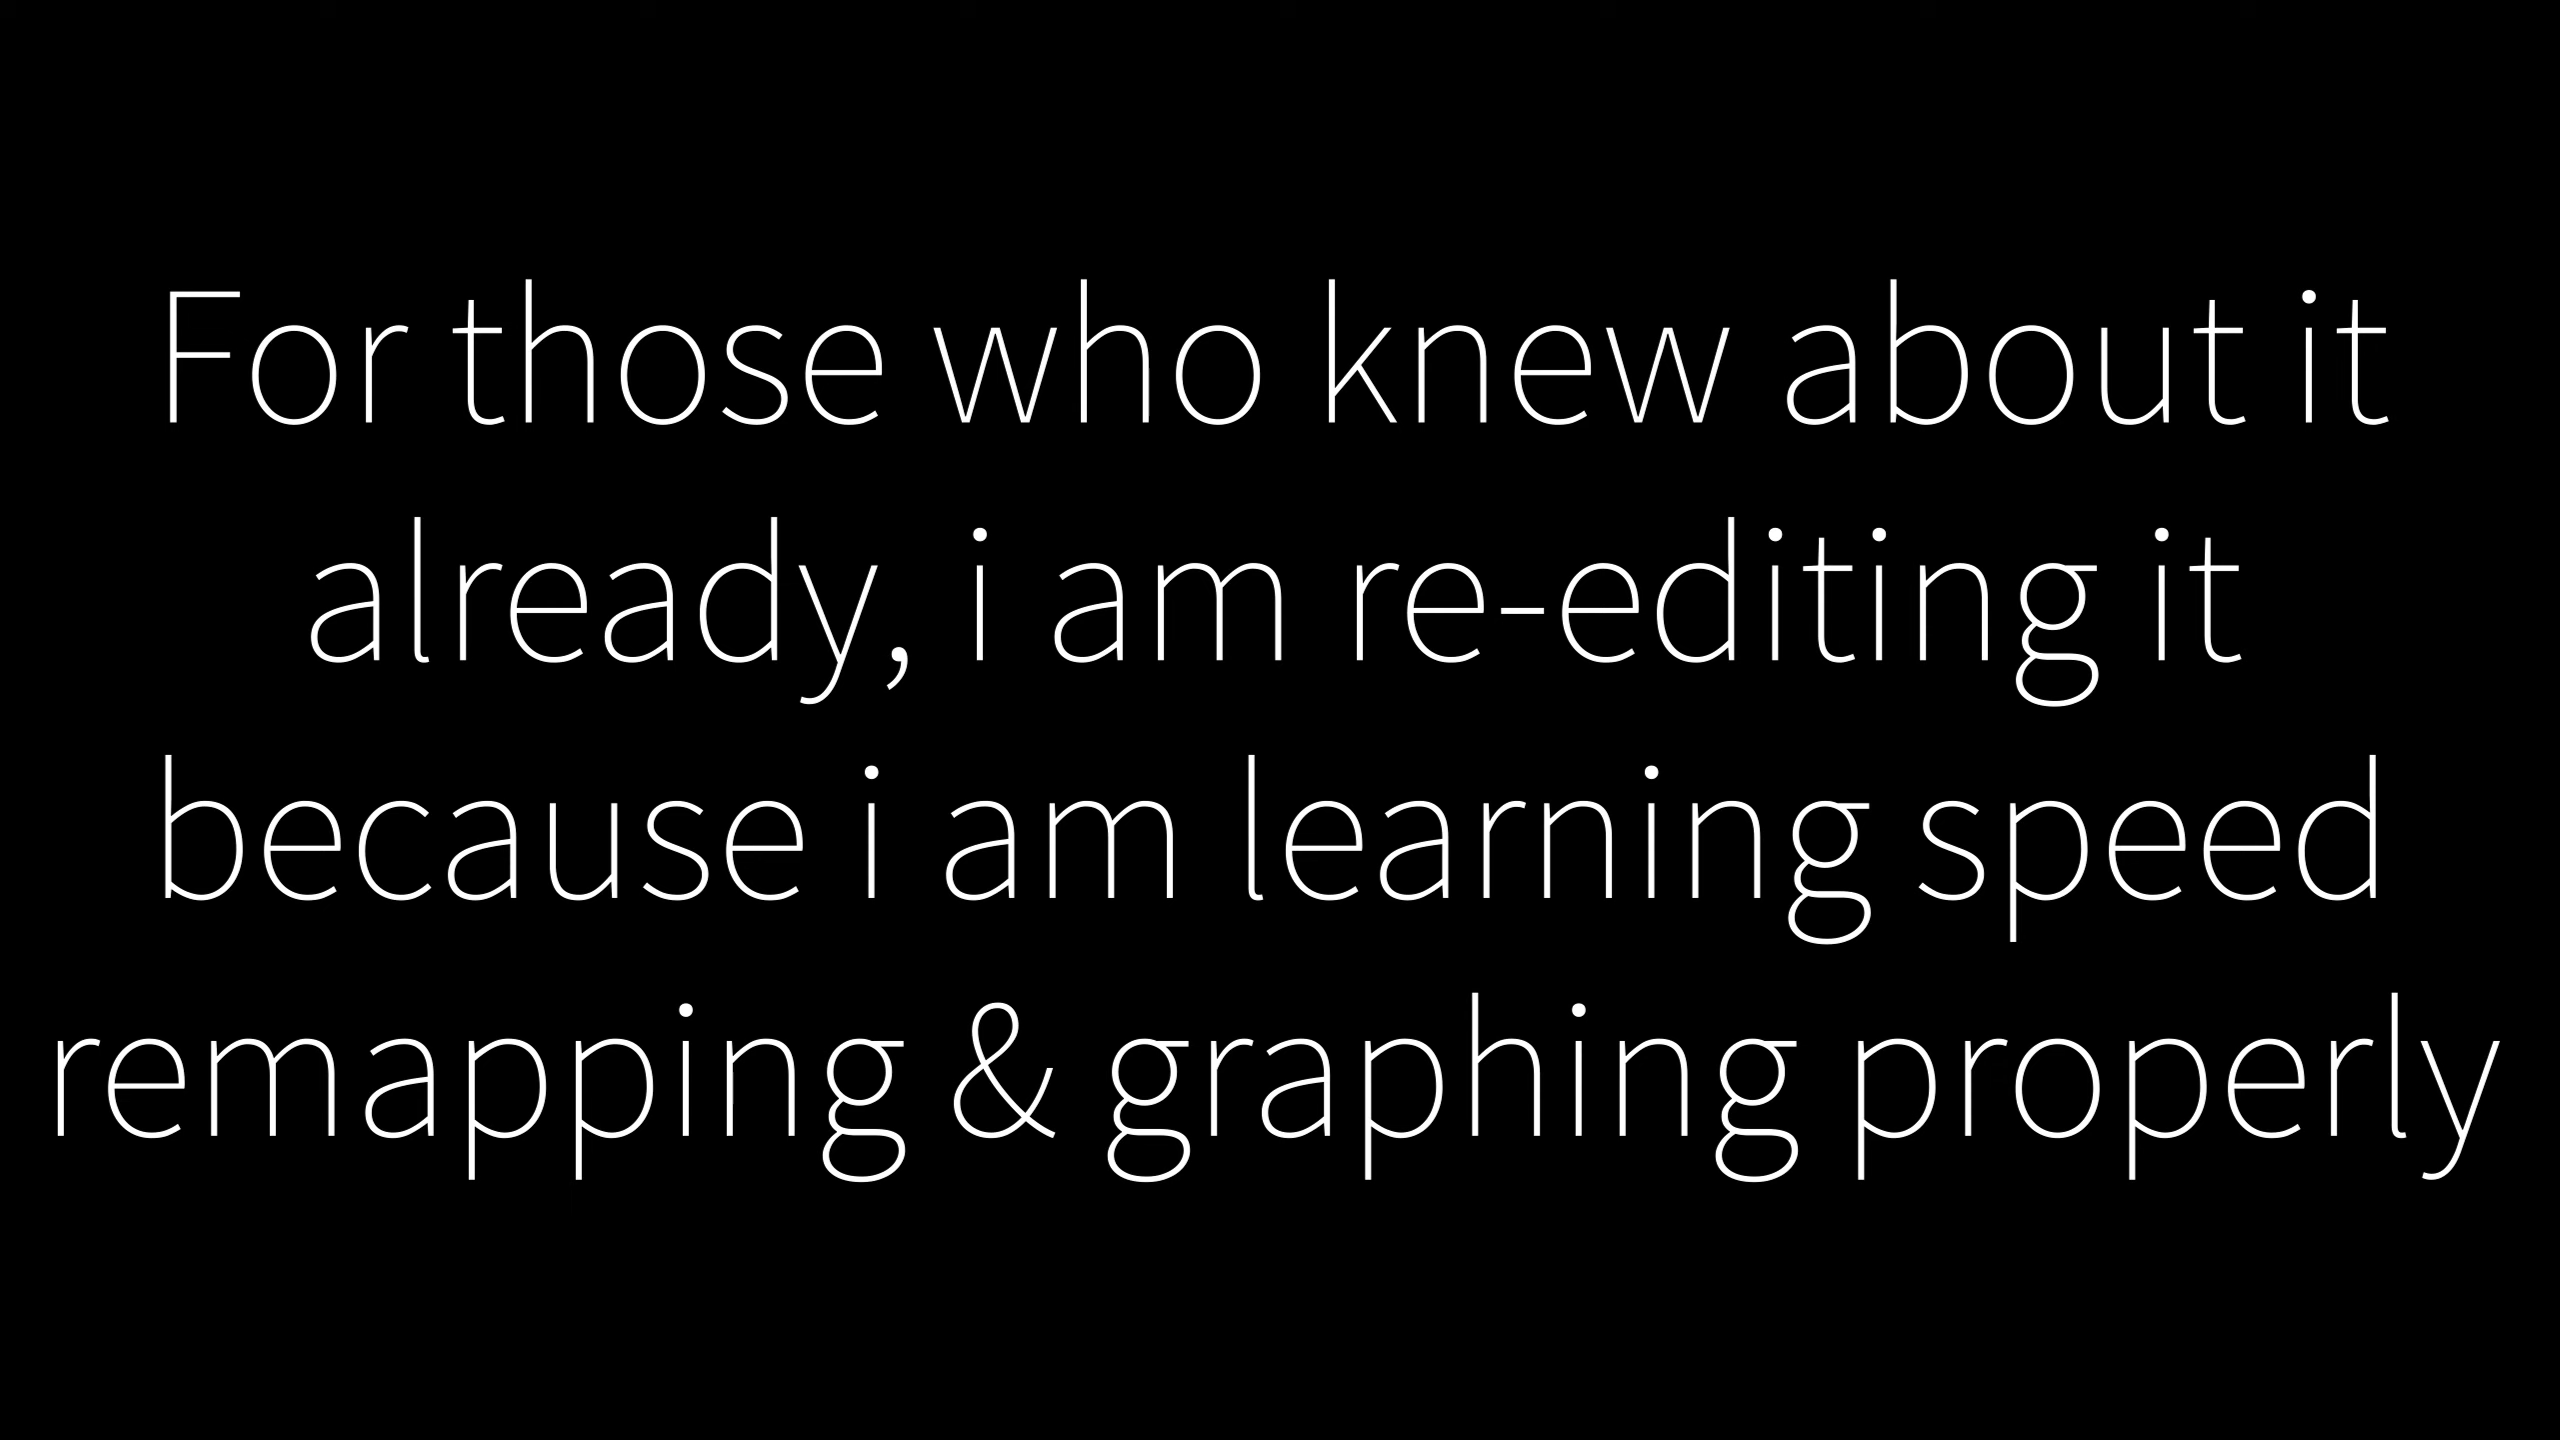 For those who knew about it
already, i am re-editing it
because i am learning speed
remapping & graphing properly